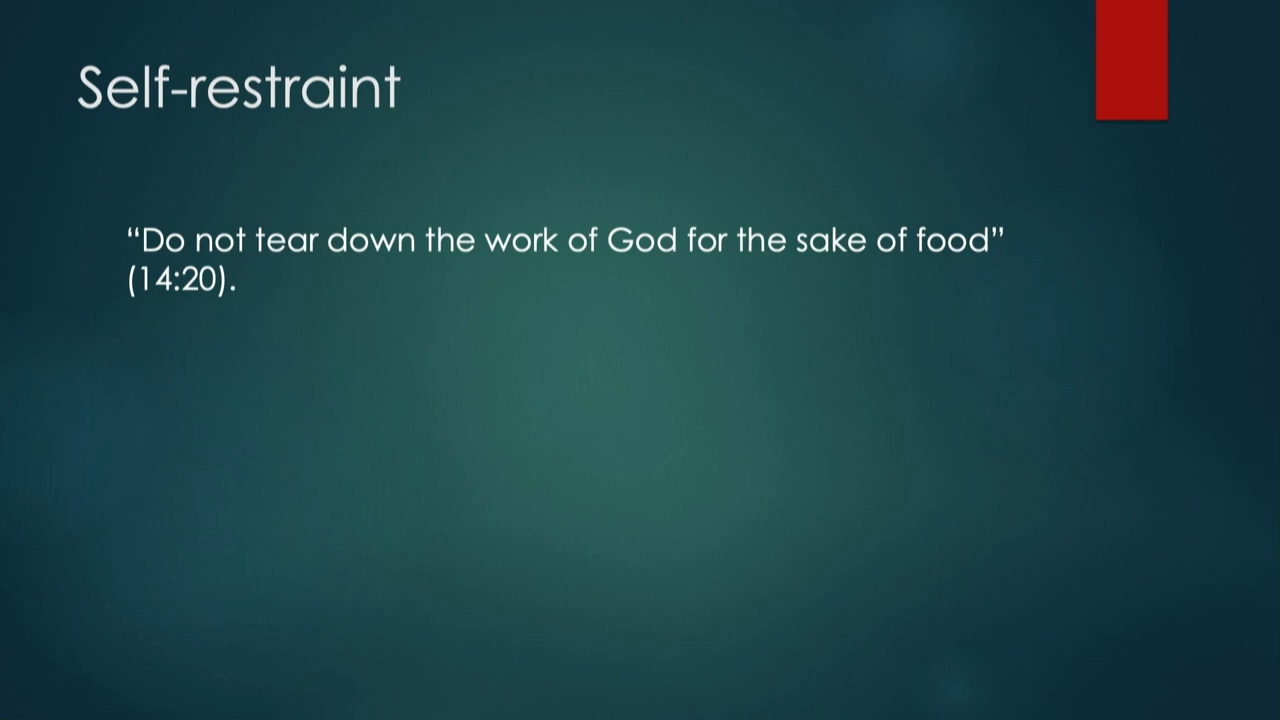 Self-restraint
“Do not tear down the work of God for the sake of food”
(14:20).